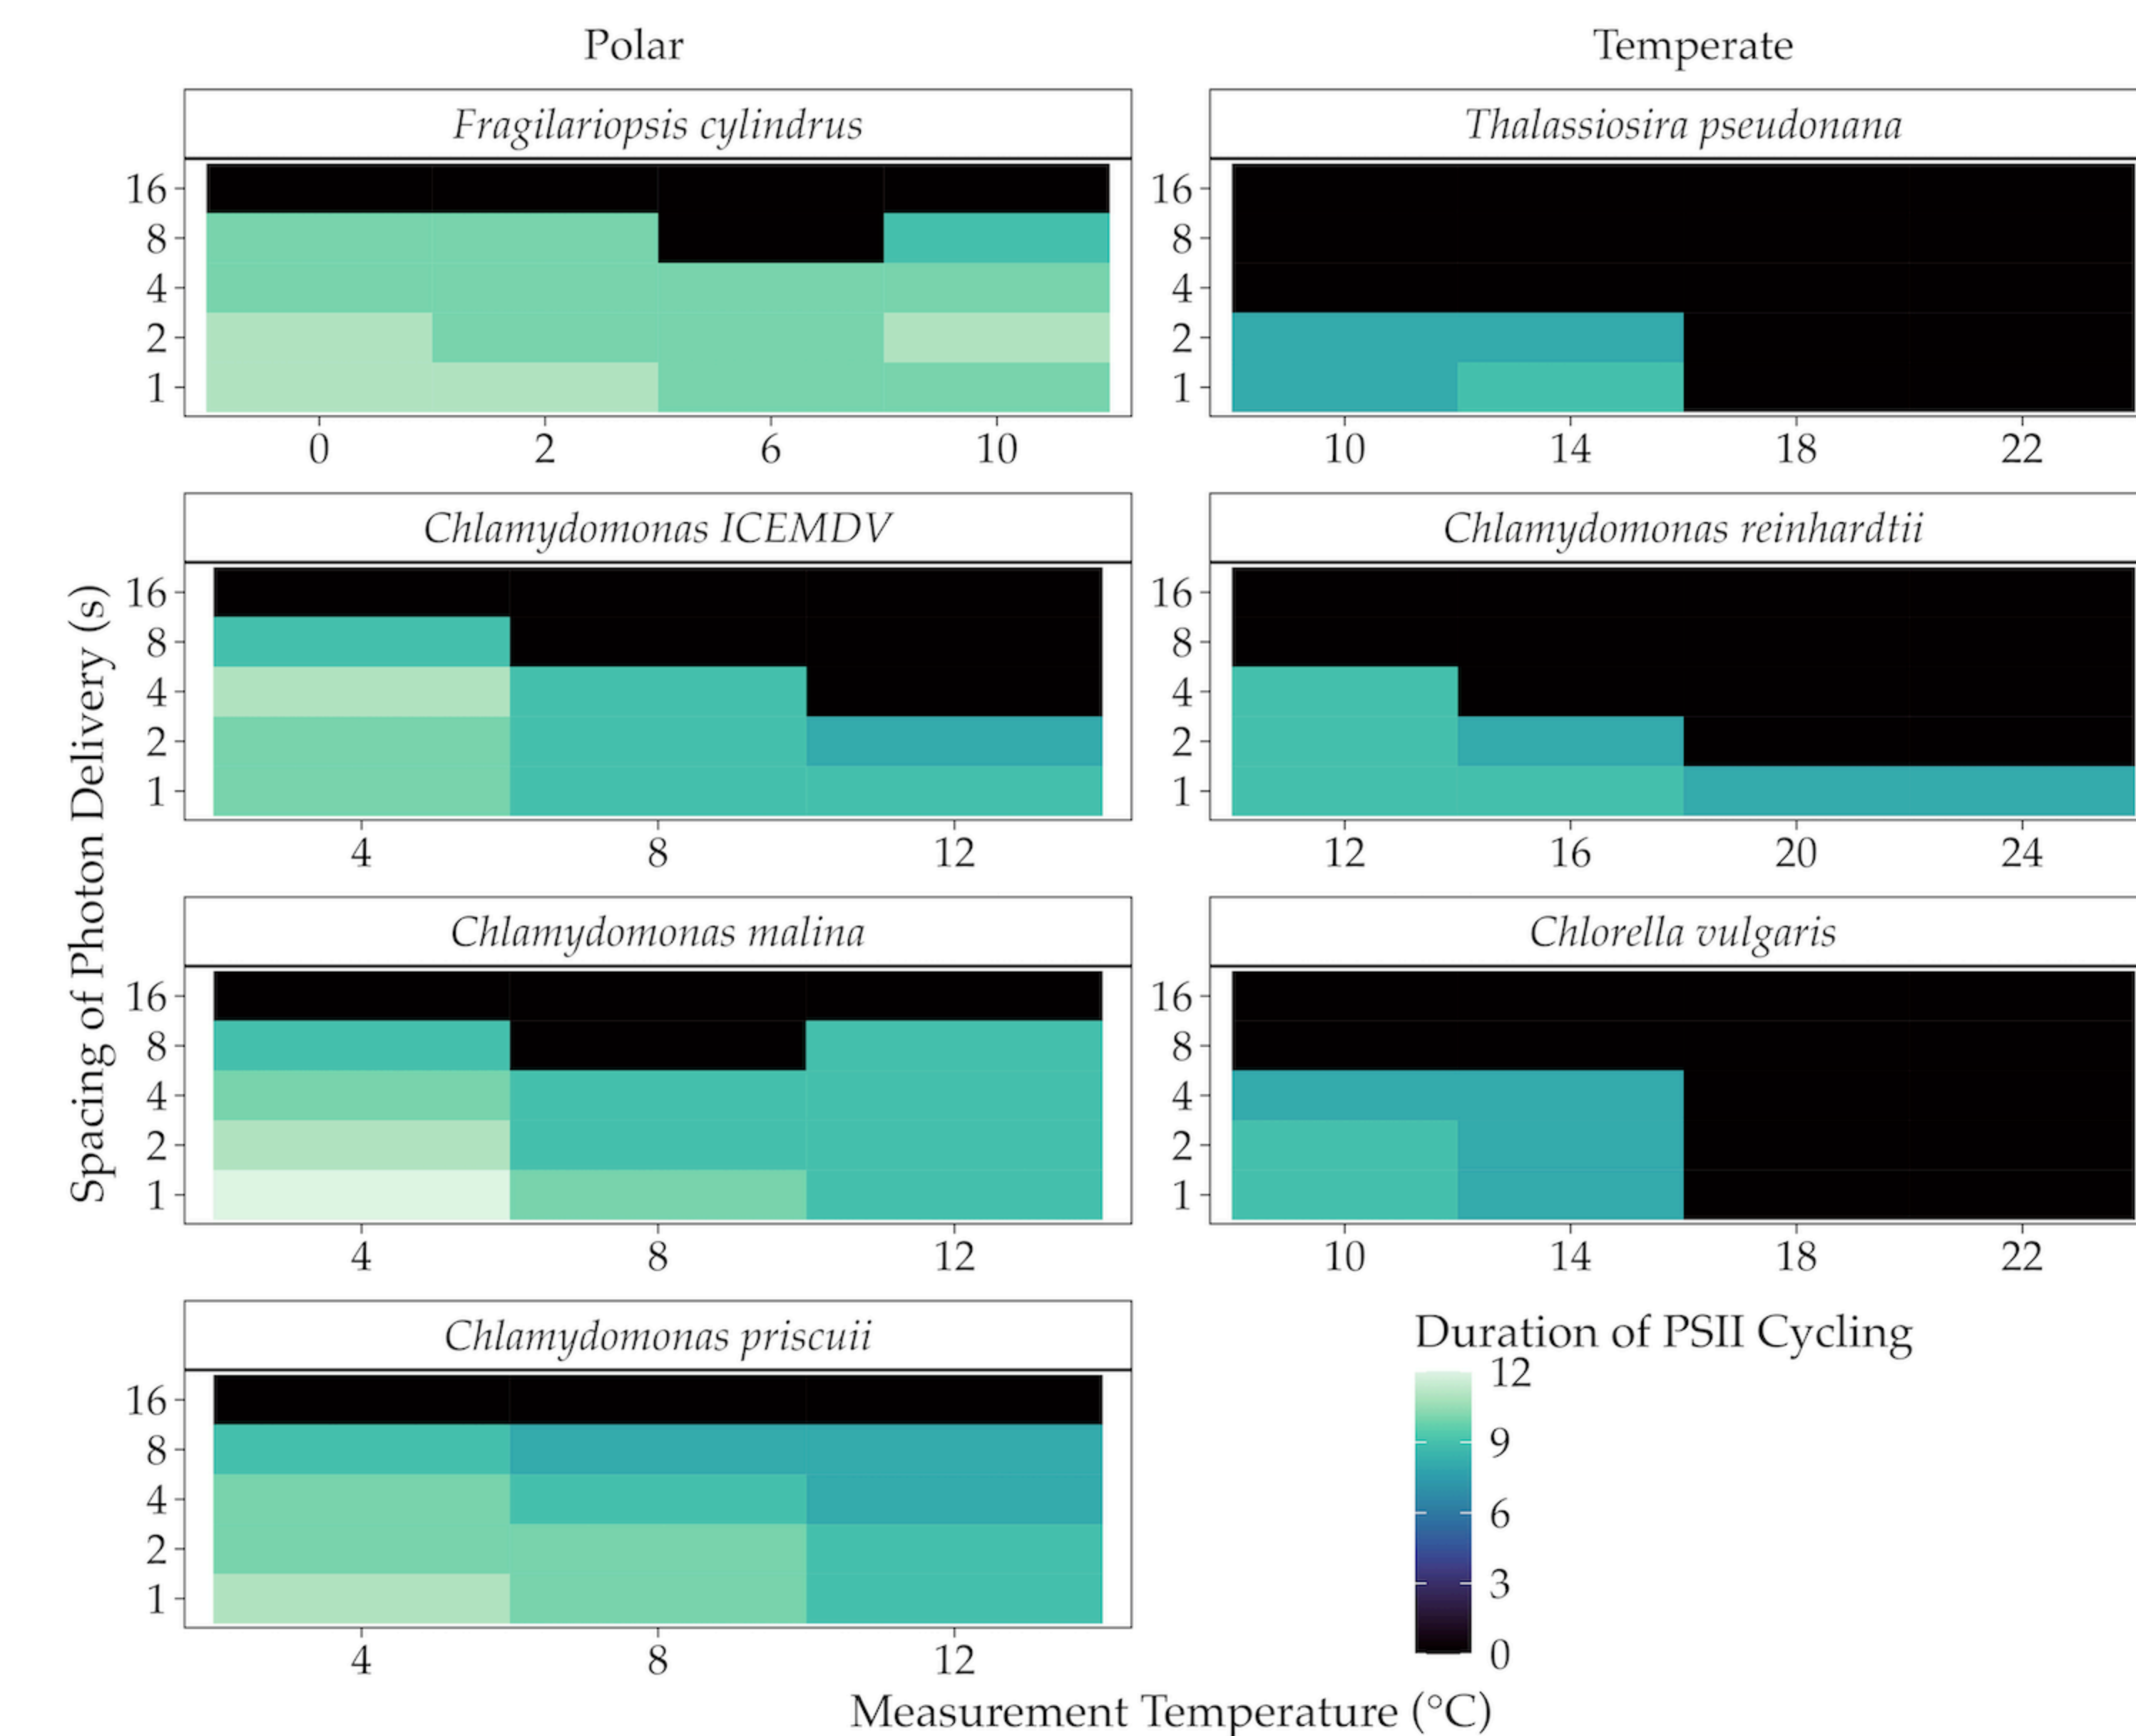 Polar
Temperate
Fragilariopsis cylindrus
16
8
4
2
1
0 2 6 10
Thalassiosira pseudonana
16
8
4
2
1
10 14 18 22
Chlamydomonas ICEMDV
16
8
4
2
1
4 8 12
Chlamydomonas reinhardtii
16
8
4
2
1
12 16 20 24
Chlamydomonas malina
16
8
4
2
1
4 8 12
Chlorella vulgaris
16
8
4
2
1
10 14 18 22
Chlamydomonas priscuii
16
8
4
2
1
4 8 12
Duration of PSII Cycling
12
9
6
3
0
Spacing of Photon Delivery (s)
Measurement Temperature (°C)